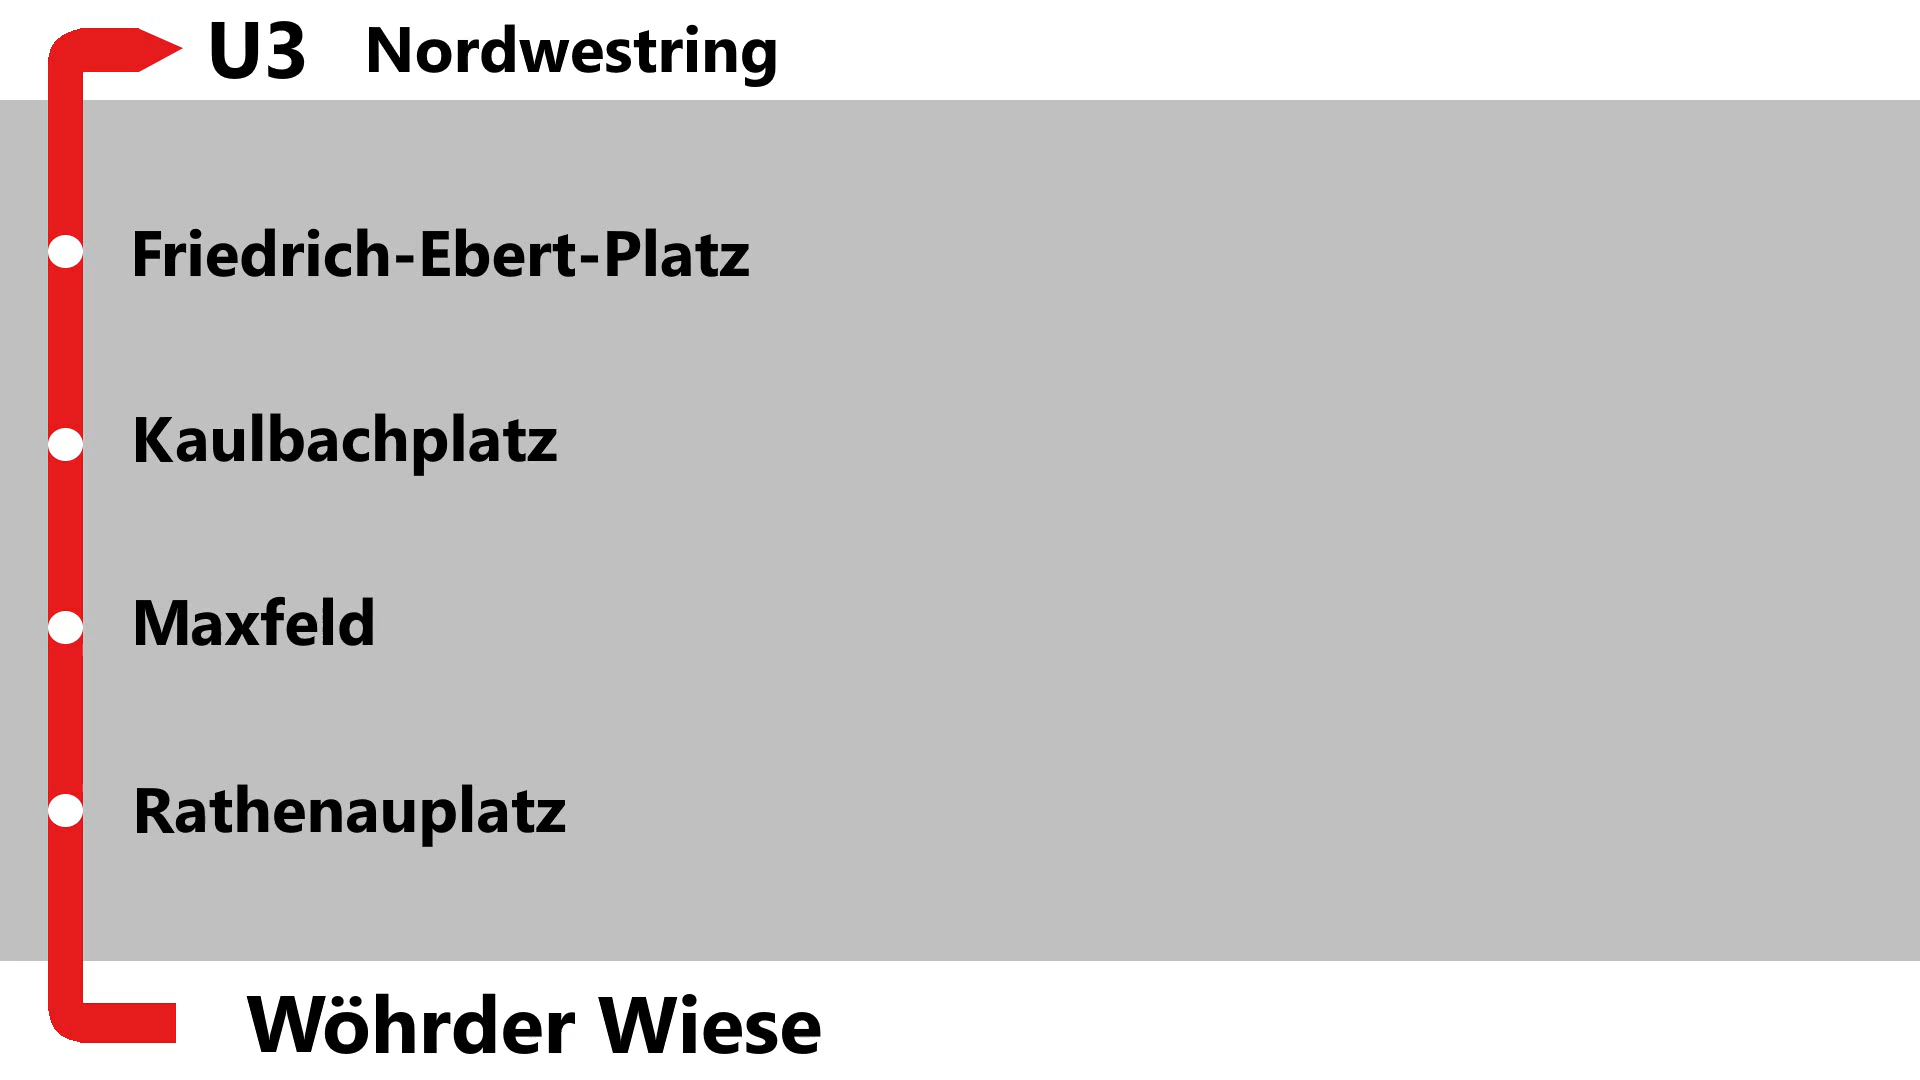 U3 Nordwestring
Friedrich-Ebert-Platz
Kaulbachplatz
Maxfeld
Rathenauplatz
Wöhrder Wiese